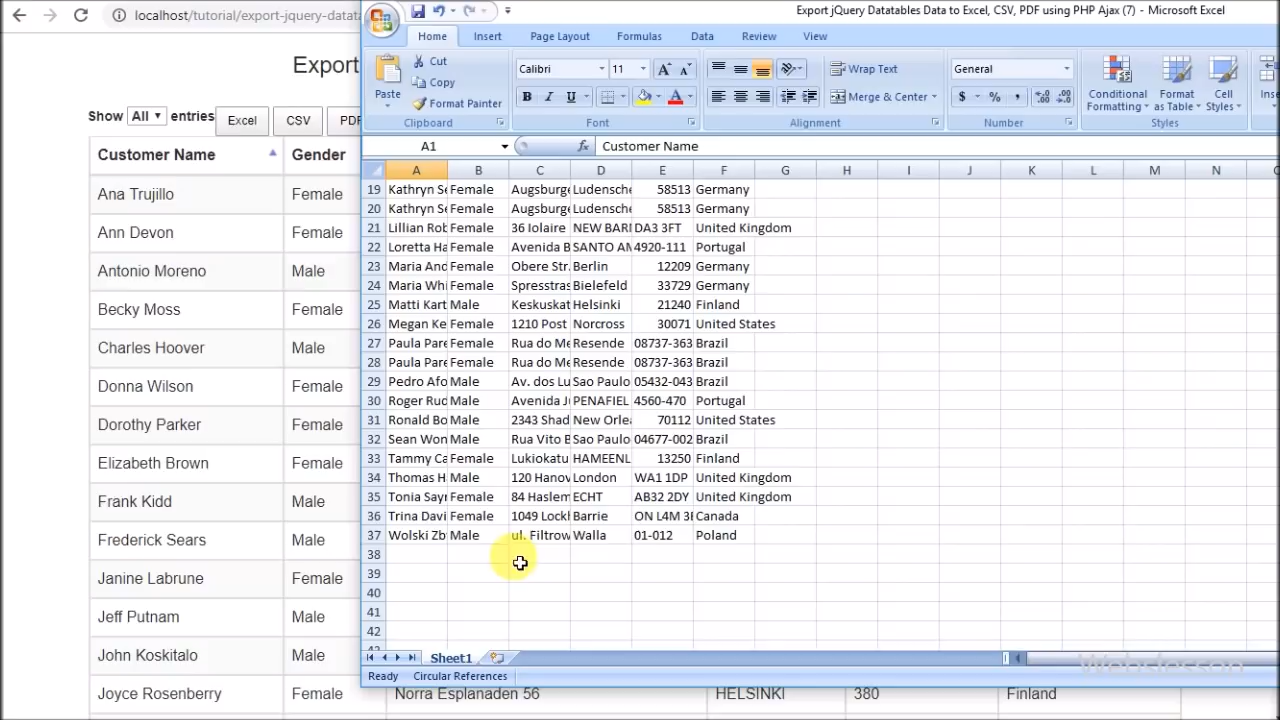 localhost/tutorial/export-jquery-datata
Export
Show All entries Excel CSV PDF
Customer Name Gender
Ana Trujillo Female
Ann Devon Female
Antonio Moreno Male
Becky Moss Female
Charles Hoover Male
Donna Wilson Female
Dorothy Parker Female
Elizabeth Brown Female
Frank Kidd Male
Frederick Sears Male
Janine Labrune Female
Jeff Putnam Male
John Koskitalo Male
Joyce Rosenberry Female Norra Esplanaden 56 HELSINKI 380 Finland
Export jQuery Datatables Data to Excel, CSV, PDF using PHP Ajax (7) - Microsoft Excel
Home Insert Page Layout Formulas Data Review View
Paste Cut Copy Format Painter
Clipboard
Calibri 11
B I U A
Font
Wrap Text
Merge & Center
Alignment
General
$ % ,
Number
Conditional Formatting Format as Table Cell Styles
Styles
Inse
A1 fx Customer Name
A B C D E F G H I J K L M N
19 Kathryn Se Female Augsburge Ludensche 58513 Germany
20 Kathryn Se Female Augsburge Ludensche 58513 Germany
21 Lillian Rob Female 36 Iolaire NEW BARN DA3 3FT United Kingdom
22 Loretta Ha Female Avenida B SANTO AM 4920-111 Portugal
23 Maria And Female Obere Str. Berlin 12209 Germany
24 Maria Whi Female Spresstras Bielefeld 33729 Germany
25 Matti Kart Male Keskuskat Helsinki 21240 Finland
26 Megan Ke Female 1210 Post Norcross 30071 United States
27 Paula Pare Female Rua do Me Resende 08737-363 Brazil
28 Paula Pare Female Rua do Me Resende 08737-363 Brazil
29 Pedro Afo Male Av. dos Lu Sao Paulo 05432-043 Brazil
30 Roger Ruc Male Avenida Ju PENAFIEL 4560-470 Portugal
31 Ronald Bo Male 2343 Shad New Orlea 70112 United States
32 Sean Won Male Rua Vito B Sao Paulo 04677-002 Brazil
33 Tammy Ca Female Lukiokatu HAMEENL 13250 Finland
34 Thomas H Male 120 Hanov London WA1 1DP United Kingdom
35 Tonia Sayr Female 84 Haslem ECHT AB32 2DY United Kingdom
36 Trina Davi Female 1049 Lockh Barrie ON L4M 3B Canada
37 Wolski Zb Male ul. Filtrow Walla 01-012 Poland
38
39
40
41
42
Sheet1
Ready Circular References
Webslesson